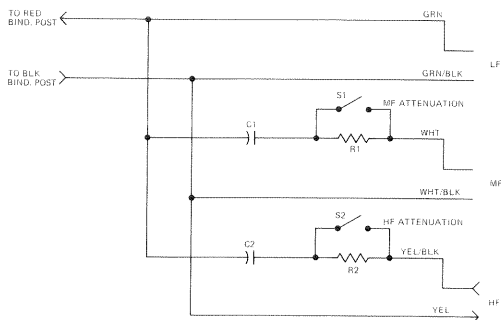 TO RED
BIND. POST
GRN
LF
TO BLK
BIND. POST
GRN/BLK
S1
MF ATTENUATION
C1
R1
WHT
MF
WHT/BLK
S2
HF ATTENUATION
C2
R2
YEL/BLK
HF
YEL